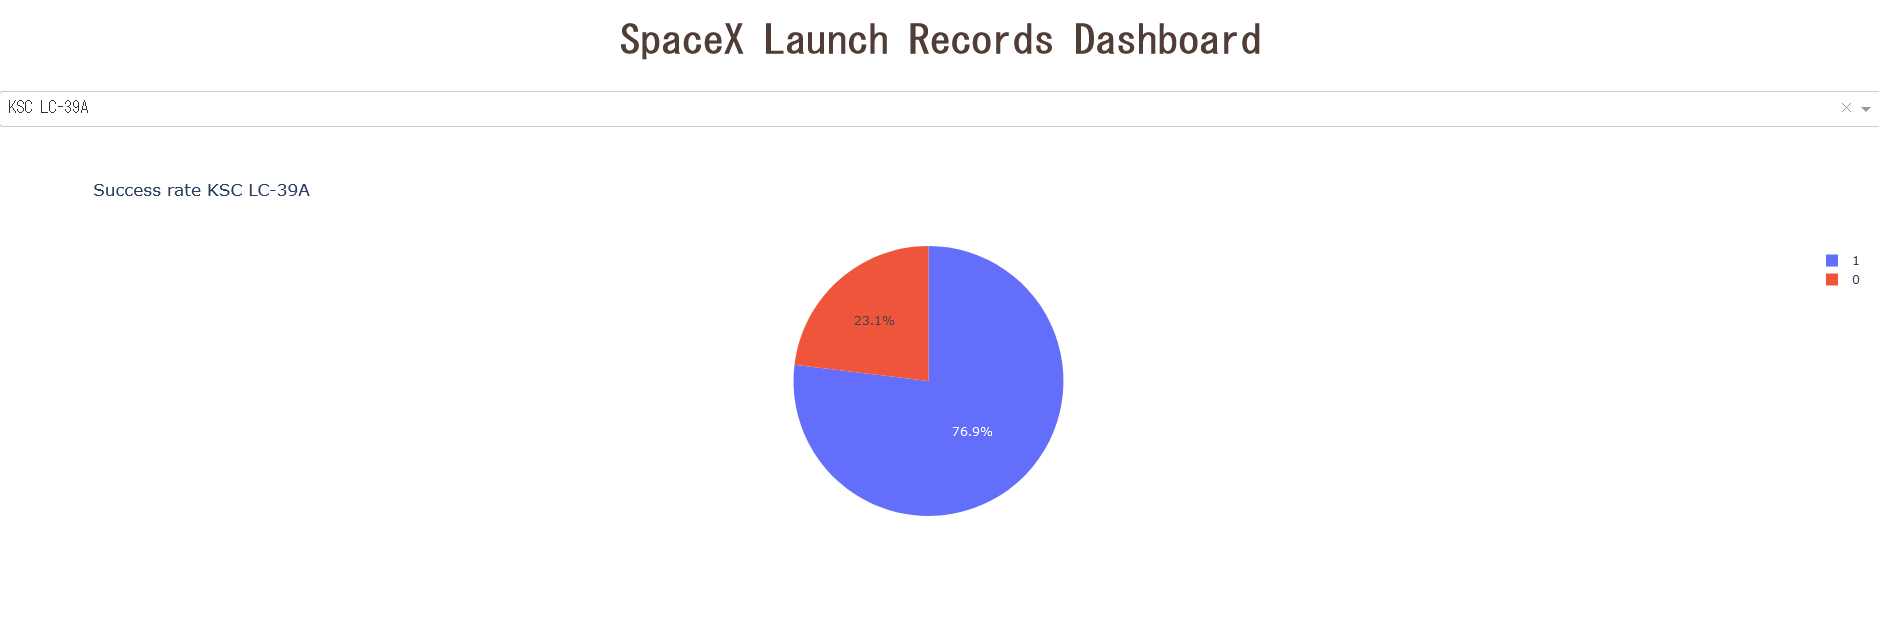 SpaceX Launch Records Dashboard
KSC LC-39A
Success rate KSC LC-39A
1
0
23.1%
76.9%